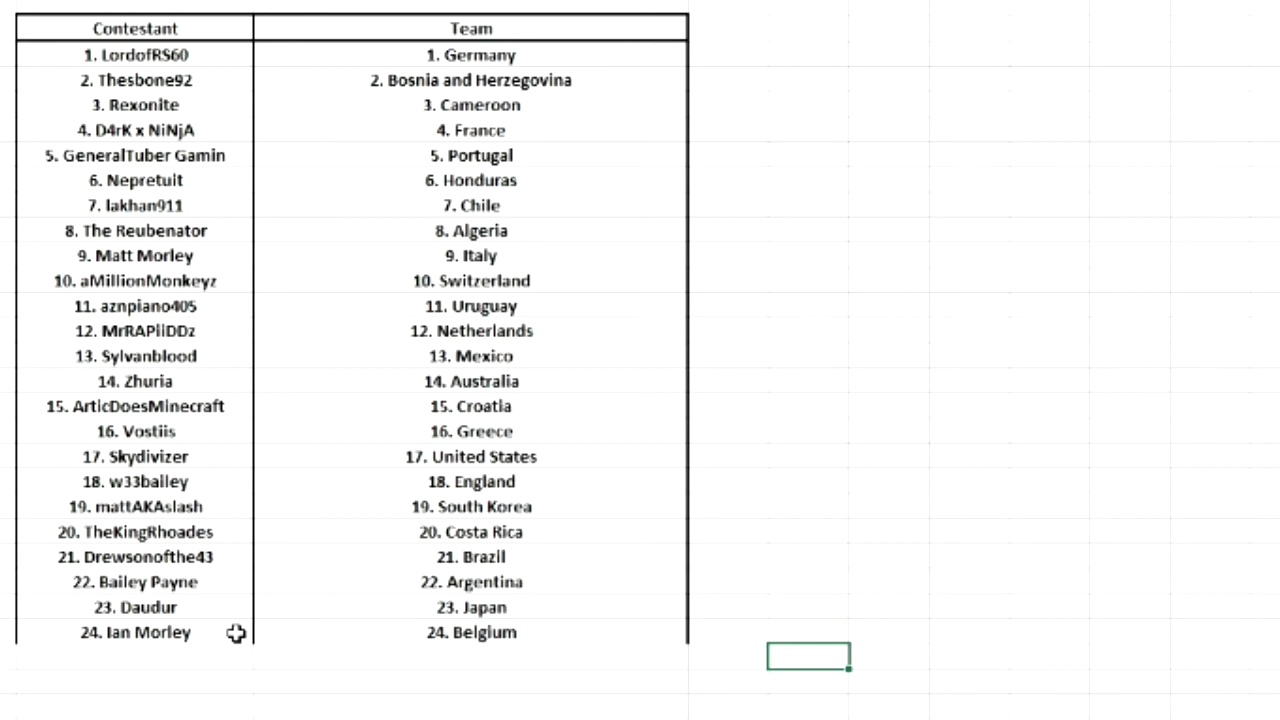 Contestant Team
1. LordofRS60 1. Germany
2. Thesbone92 2. Bosnia and Herzegovina
3. Rexonite 3. Cameroon
4. D4rK x NiNjA 4. France
5. GeneralTuber Gamin 5. Portugal
6. Nepretuit 6. Honduras
7. lakhan911 7. Chile
8. The Reubenator 8. Algeria
9. Matt Morley 9. Italy
10. aMillionMonkeyz 10. Switzerland
11. aznpiano405 11. Uruguay
12. MrRAPiiDDz 12. Netherlands
13. Sylvanblood 13. Mexico
14. Zhuria 14. Australia
15. ArticDoesMinecraft 15. Croatia
16. Vostiis 16. Greece
17. Skydivizer 17. United States
18. w33bailey 18. England
19. mattAKAslash 19. South Korea
20. TheKingRhoades 20. Costa Rica
21. Drewsonofthe43 21. Brazil
22. Bailey Payne 22. Argentina
23. Daudur 23. Japan
24. Ian Morley 24. Belgium